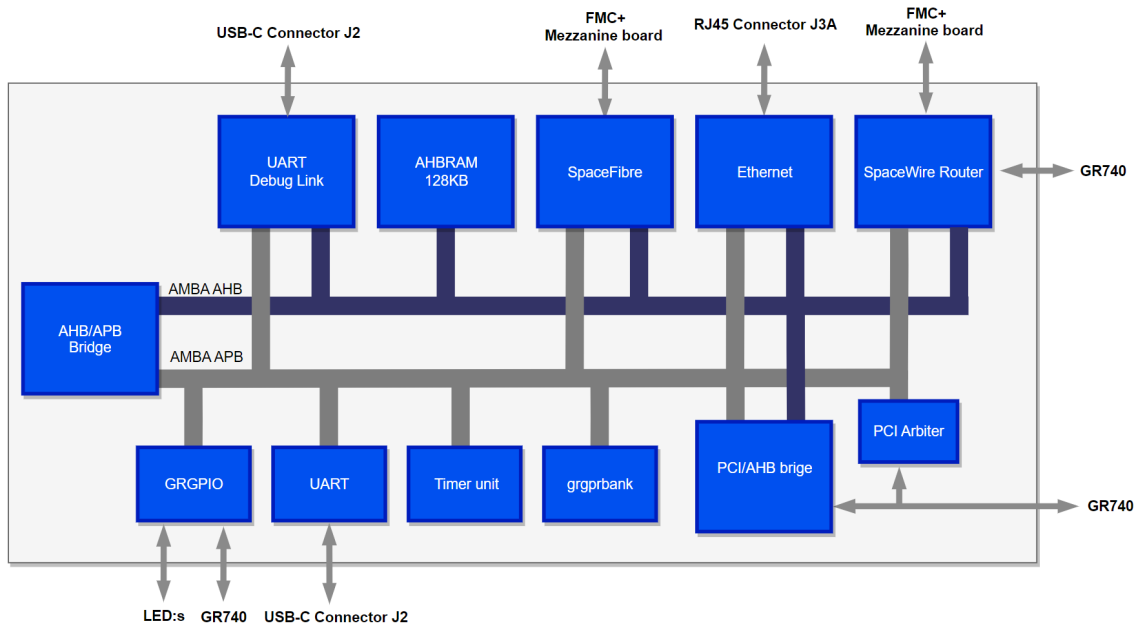 USB-C Connector J2
FMC+
Mezzanine board
RJ45 Connector J3A
FMC+
Mezzanine board
UART
Debug Link
AHBRAM
128KB
SpaceFibre
Ethernet
SpaceWire Router
GR740
AMBA AHB
AHB/APB
Bridge
AMBA APB
PCI Arbiter
GRGPIO
UART
Timer unit
grgprbank
PCI/AHB brige
GR740
LED:s
GR740
USB-C Connector J2